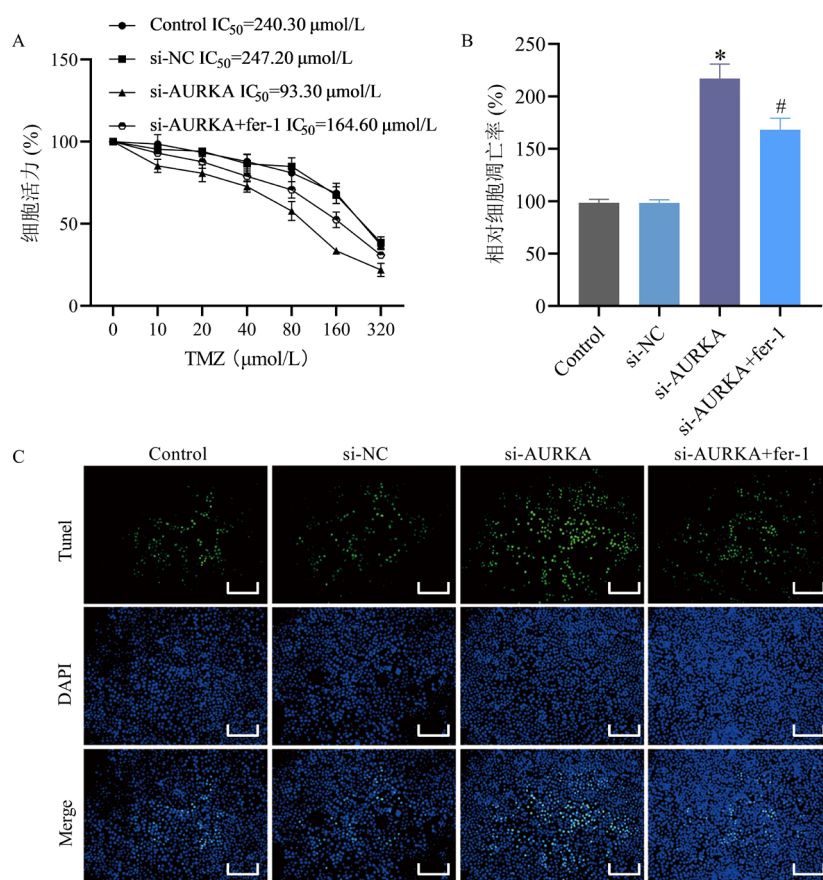 A
Control IC50=240.30 μmol/L
si-NC IC50=247.20 μmol/L
si-AURKA IC50=93.30 μmol/L
si-AURKA+fer-1 IC50=164.60 μmol/L
150
100
50
0
细胞活力 (%)
0 10 20 40 80 160 320
TMZ（μmol/L）
B
250
200
150
100
50
0
相对细胞凋亡率 (%)
*
#
Control
si-NC
si-AURKA
si-AURKA+fer-1
C
Control si-NC si-AURKA si-AURKA+fer-1
Tunel
DAPI
Merge